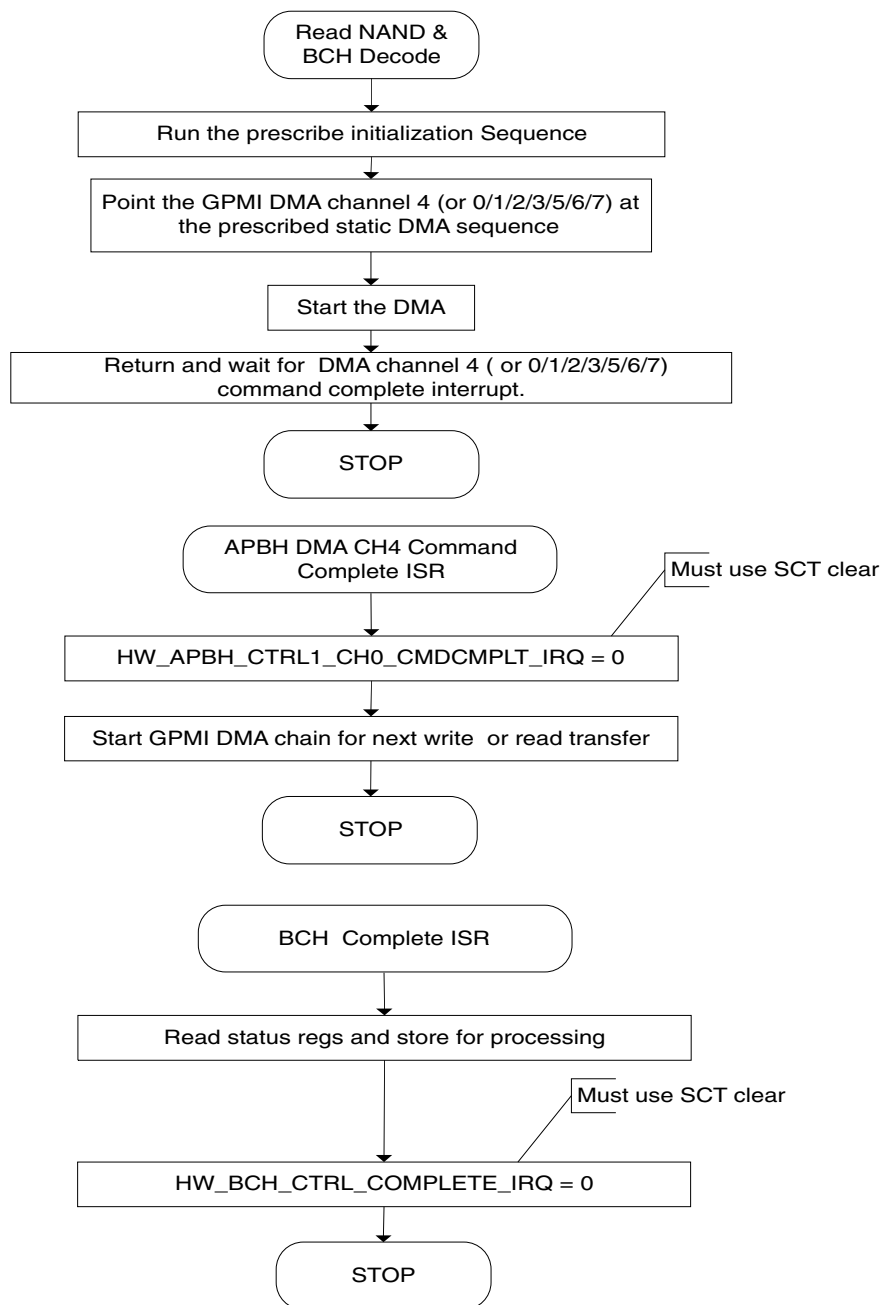 Read NAND &
BCH Decode
Run the prescribe initialization Sequence
Point the GPMI DMA channel 4 (or 0/1/2/3/5/6/7) at
the prescribed static DMA sequence
Start the DMA
Return and wait for DMA channel 4 ( or 0/1/2/3/5/6/7)
command complete interrupt.
STOP
APBH DMA CH4 Command
Complete ISR
Must use SCT clear
HW_APBH_CTRL1_CH0_CMDCMPLT_IRQ = 0
Start GPMI DMA chain for next write or read transfer
STOP
BCH Complete ISR
Read status regs and store for processing
Must use SCT clear
HW_BCH_CTRL_COMPLETE_IRQ = 0
STOP